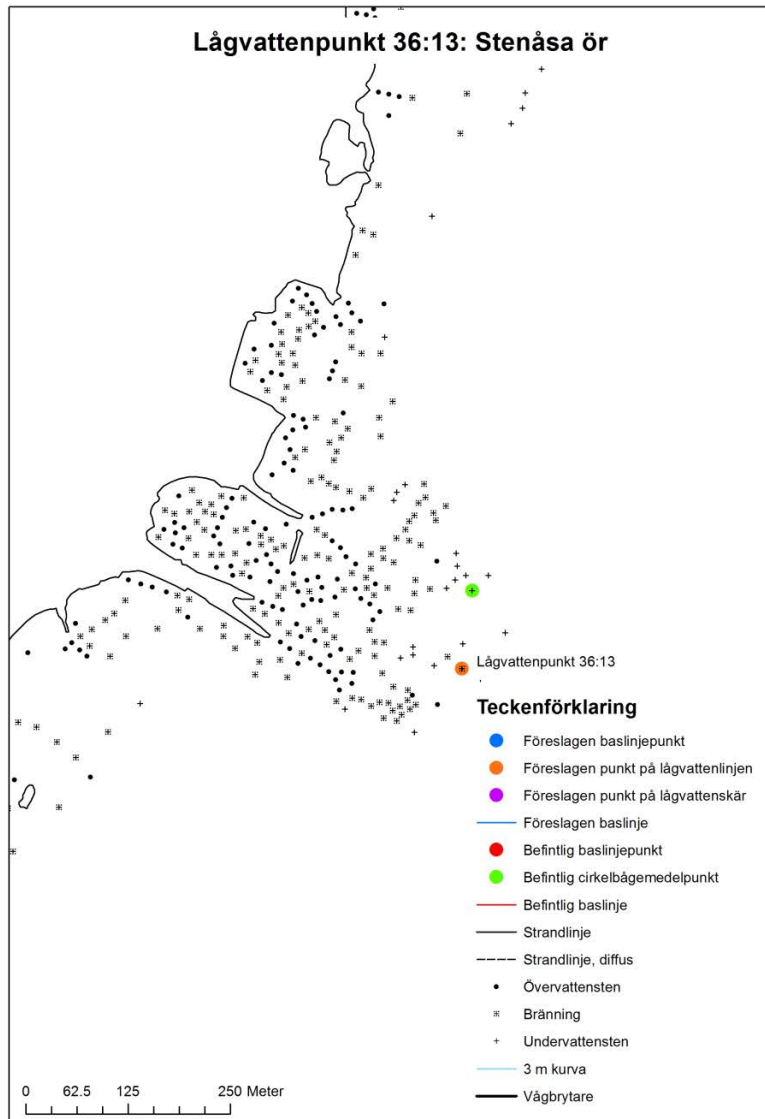 Lågvattenpunkt 36:13: Stenåsa ör
Lågvattenpunkt 36:13
Teckenförklaring
Föreslagen baslinjepunkt
Föreslagen punkt på lågvattenlinjen
Föreslagen punkt på lågvattenskär
Föreslagen baslinje
Befintlig baslinjepunkt
Befintlig cirkelbågemedelpunkt
Befintlig baslinje
Strandlinje
Strandlinje, diffus
Övervattensten
Bränning
Undervattensten
3 m kurva
Vågbrytare
0 62.5 125 250 Meter